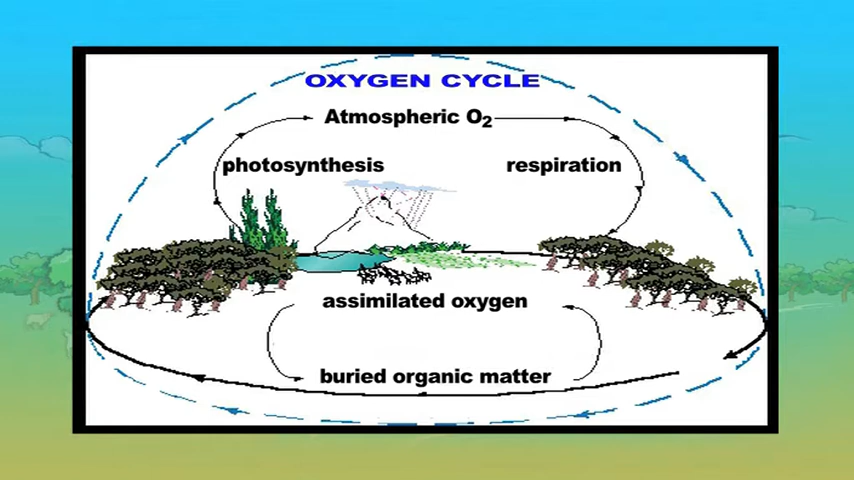 OXYGEN CYCLE
Atmospheric O₂
photosynthesis
respiration
assimilated oxygen
buried organic matter